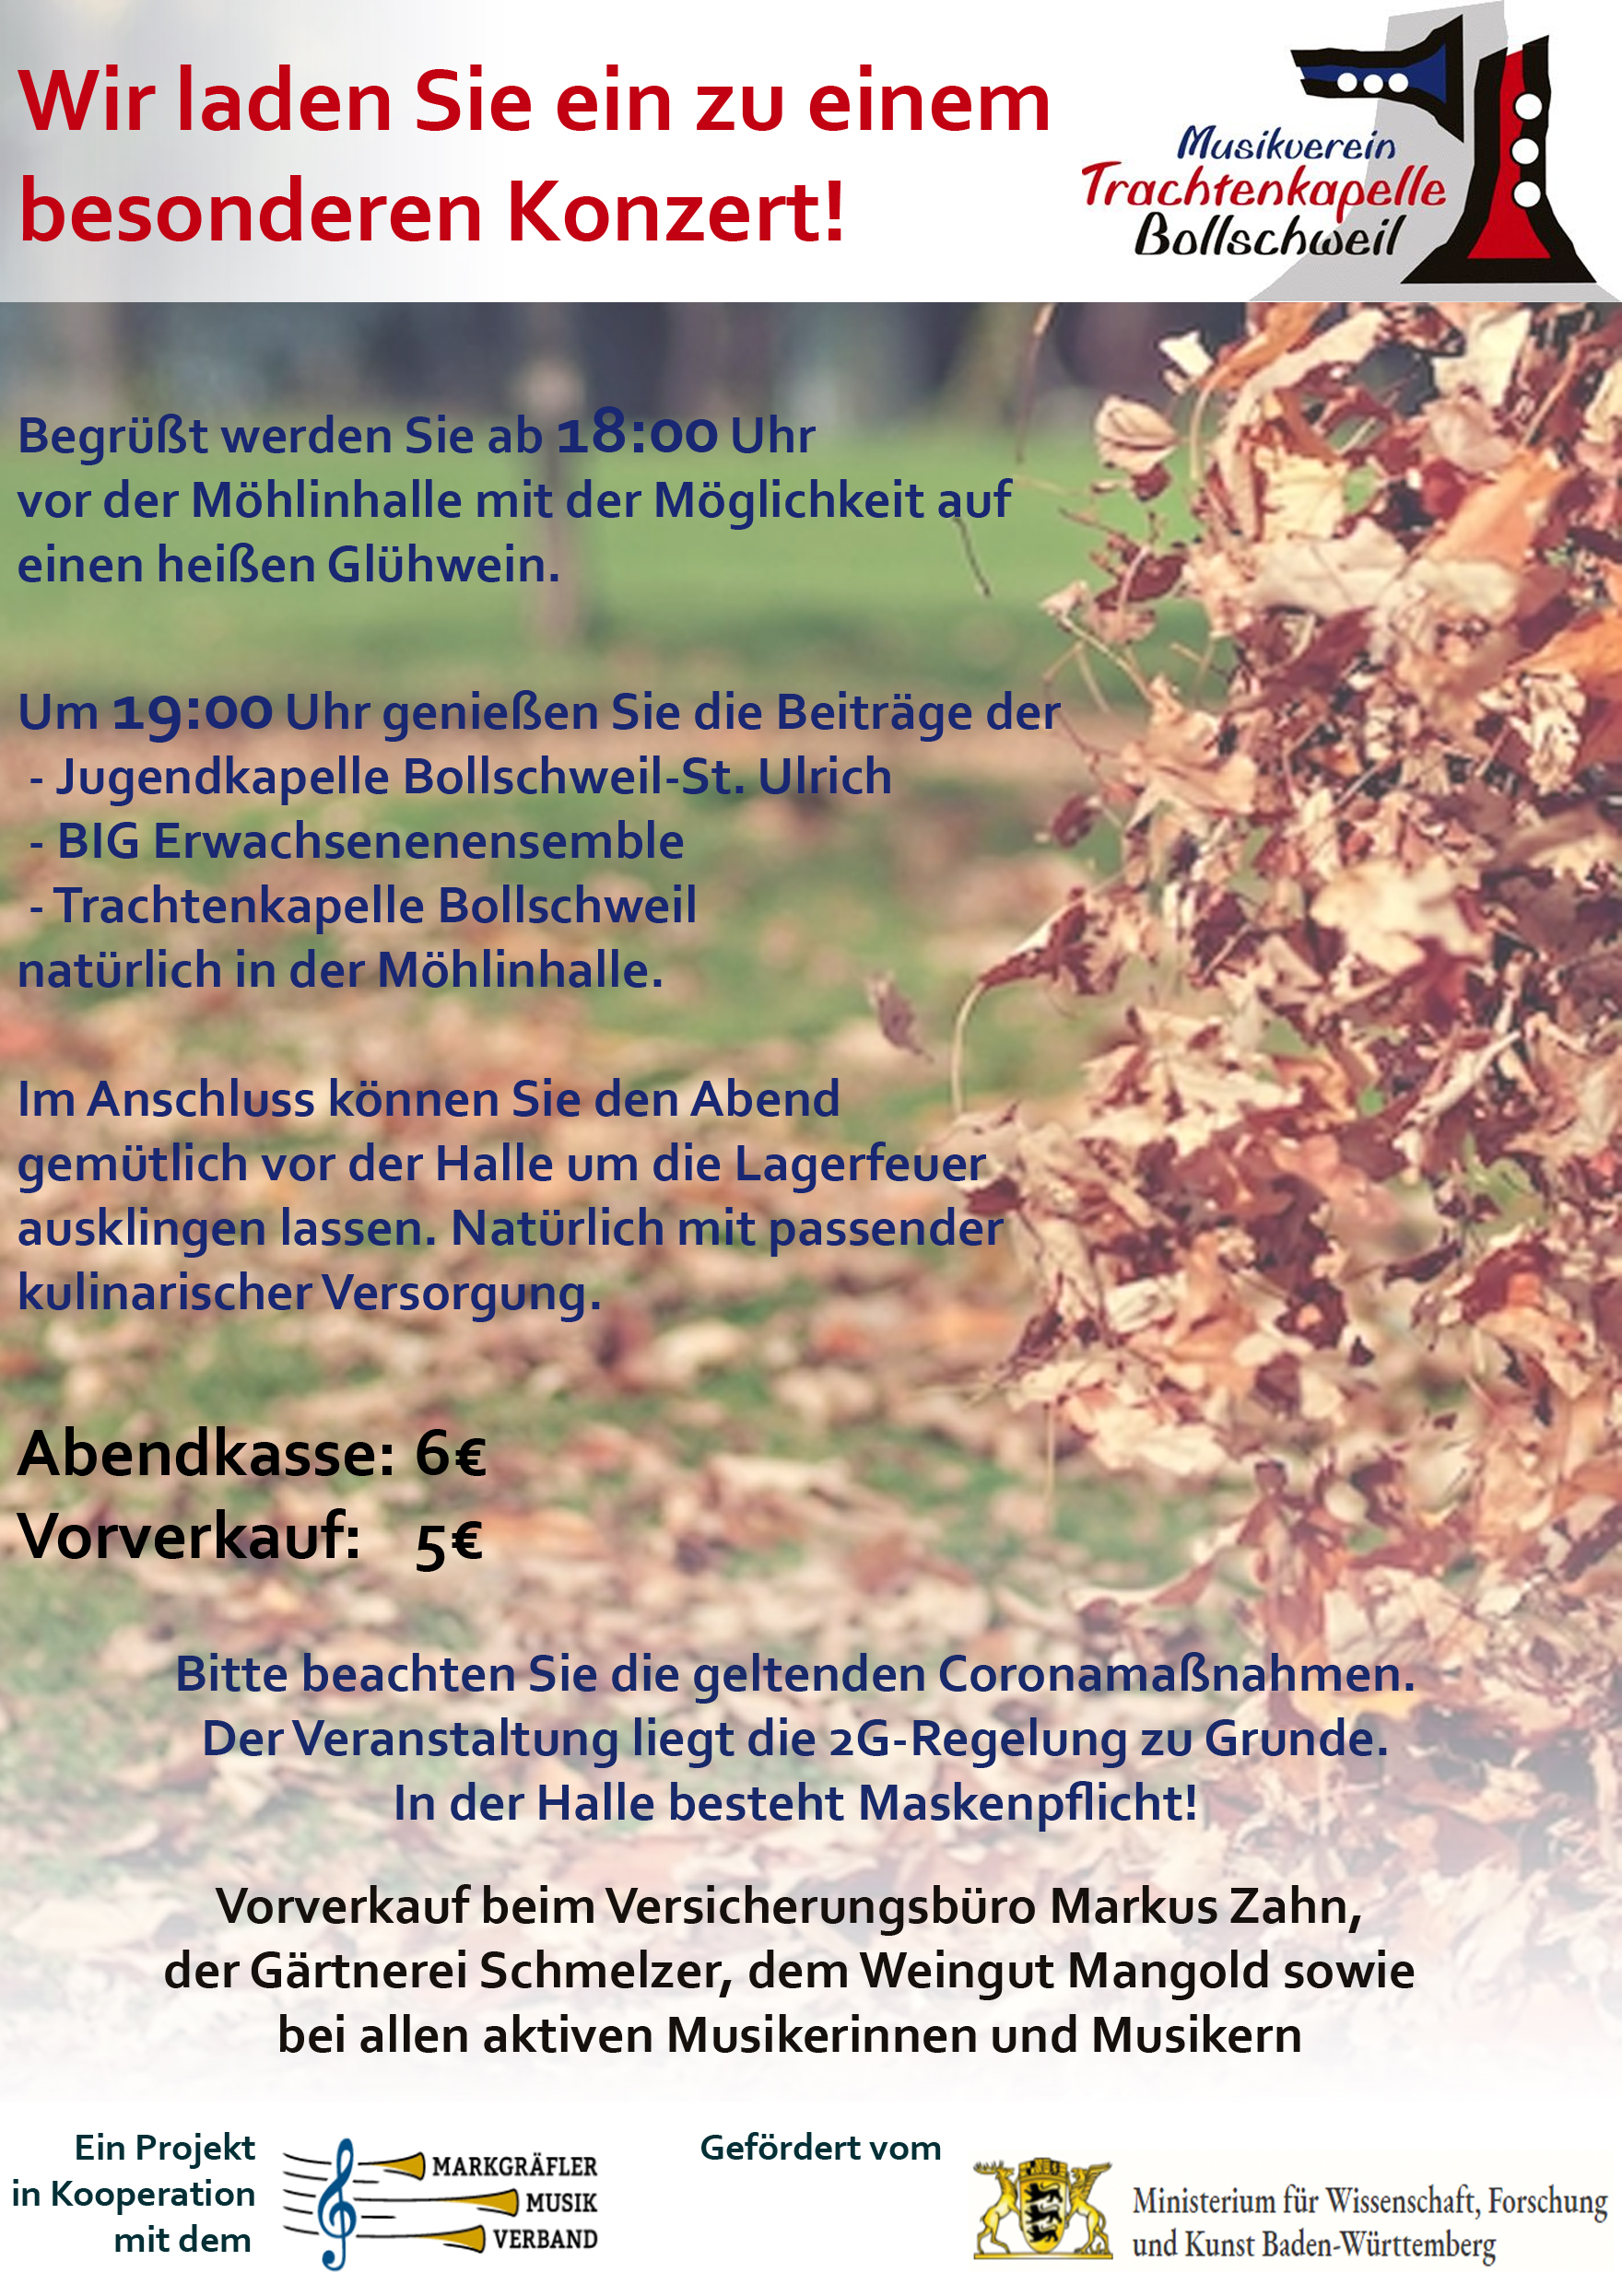 Wir laden Sie ein zu einem
besonderen Konzert!
Musikverein
Trachtenkapelle
Bollschweil
Begrüßt werden Sie ab 18:00 Uhr
vor der Möhlinhalle mit der Möglichkeit auf
einen heißen Glühwein.
Um 19:00 Uhr genießen Sie die Beiträge der
- Jugendkapelle Bollschweil-St. Ulrich
- BIG Erwachsenenensemble
- Trachtenkapelle Bollschweil
natürlich in der Möhlinhalle.
Im Anschluss können Sie den Abend
gemütlich vor der Halle um die Lagerfeuer
ausklingen lassen. Natürlich mit passender
kulinarischer Versorgung.
Abendkasse: 6€
Vorverkauf: 5€
Bitte beachten Sie die geltenden Coronamaßnahmen.
Der Veranstaltung liegt die 2G-Regelung zu Grunde.
In der Halle besteht Maskenpflicht!
Vorverkauf beim Versicherungsbüro Markus Zahn,
der Gärtnerei Schmelzer, dem Weingut Mangold sowie
bei allen aktiven Musikerinnen und Musikern
Ein Projekt
in Kooperation
mit dem
MARKGRÄFLER
MUSIK
VERBAND
Gefördert vom
Ministerium für Wissenschaft, Forschung
und Kunst Baden-Württemberg